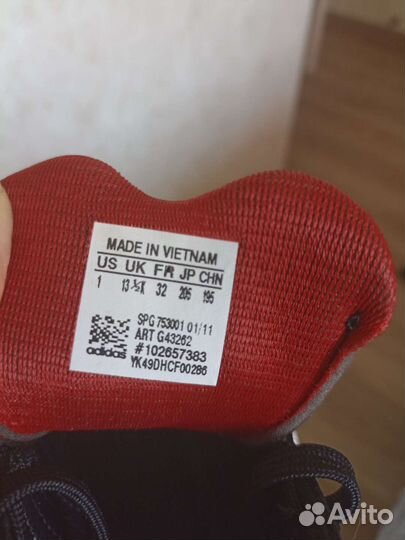 MADE IN VIETNAM
US UK FR JP CHN
1 13 ½K 32 205 195
SPG 753001 01/11
ART G43262
#102657383
adidas YK49DHCF00286
Avito